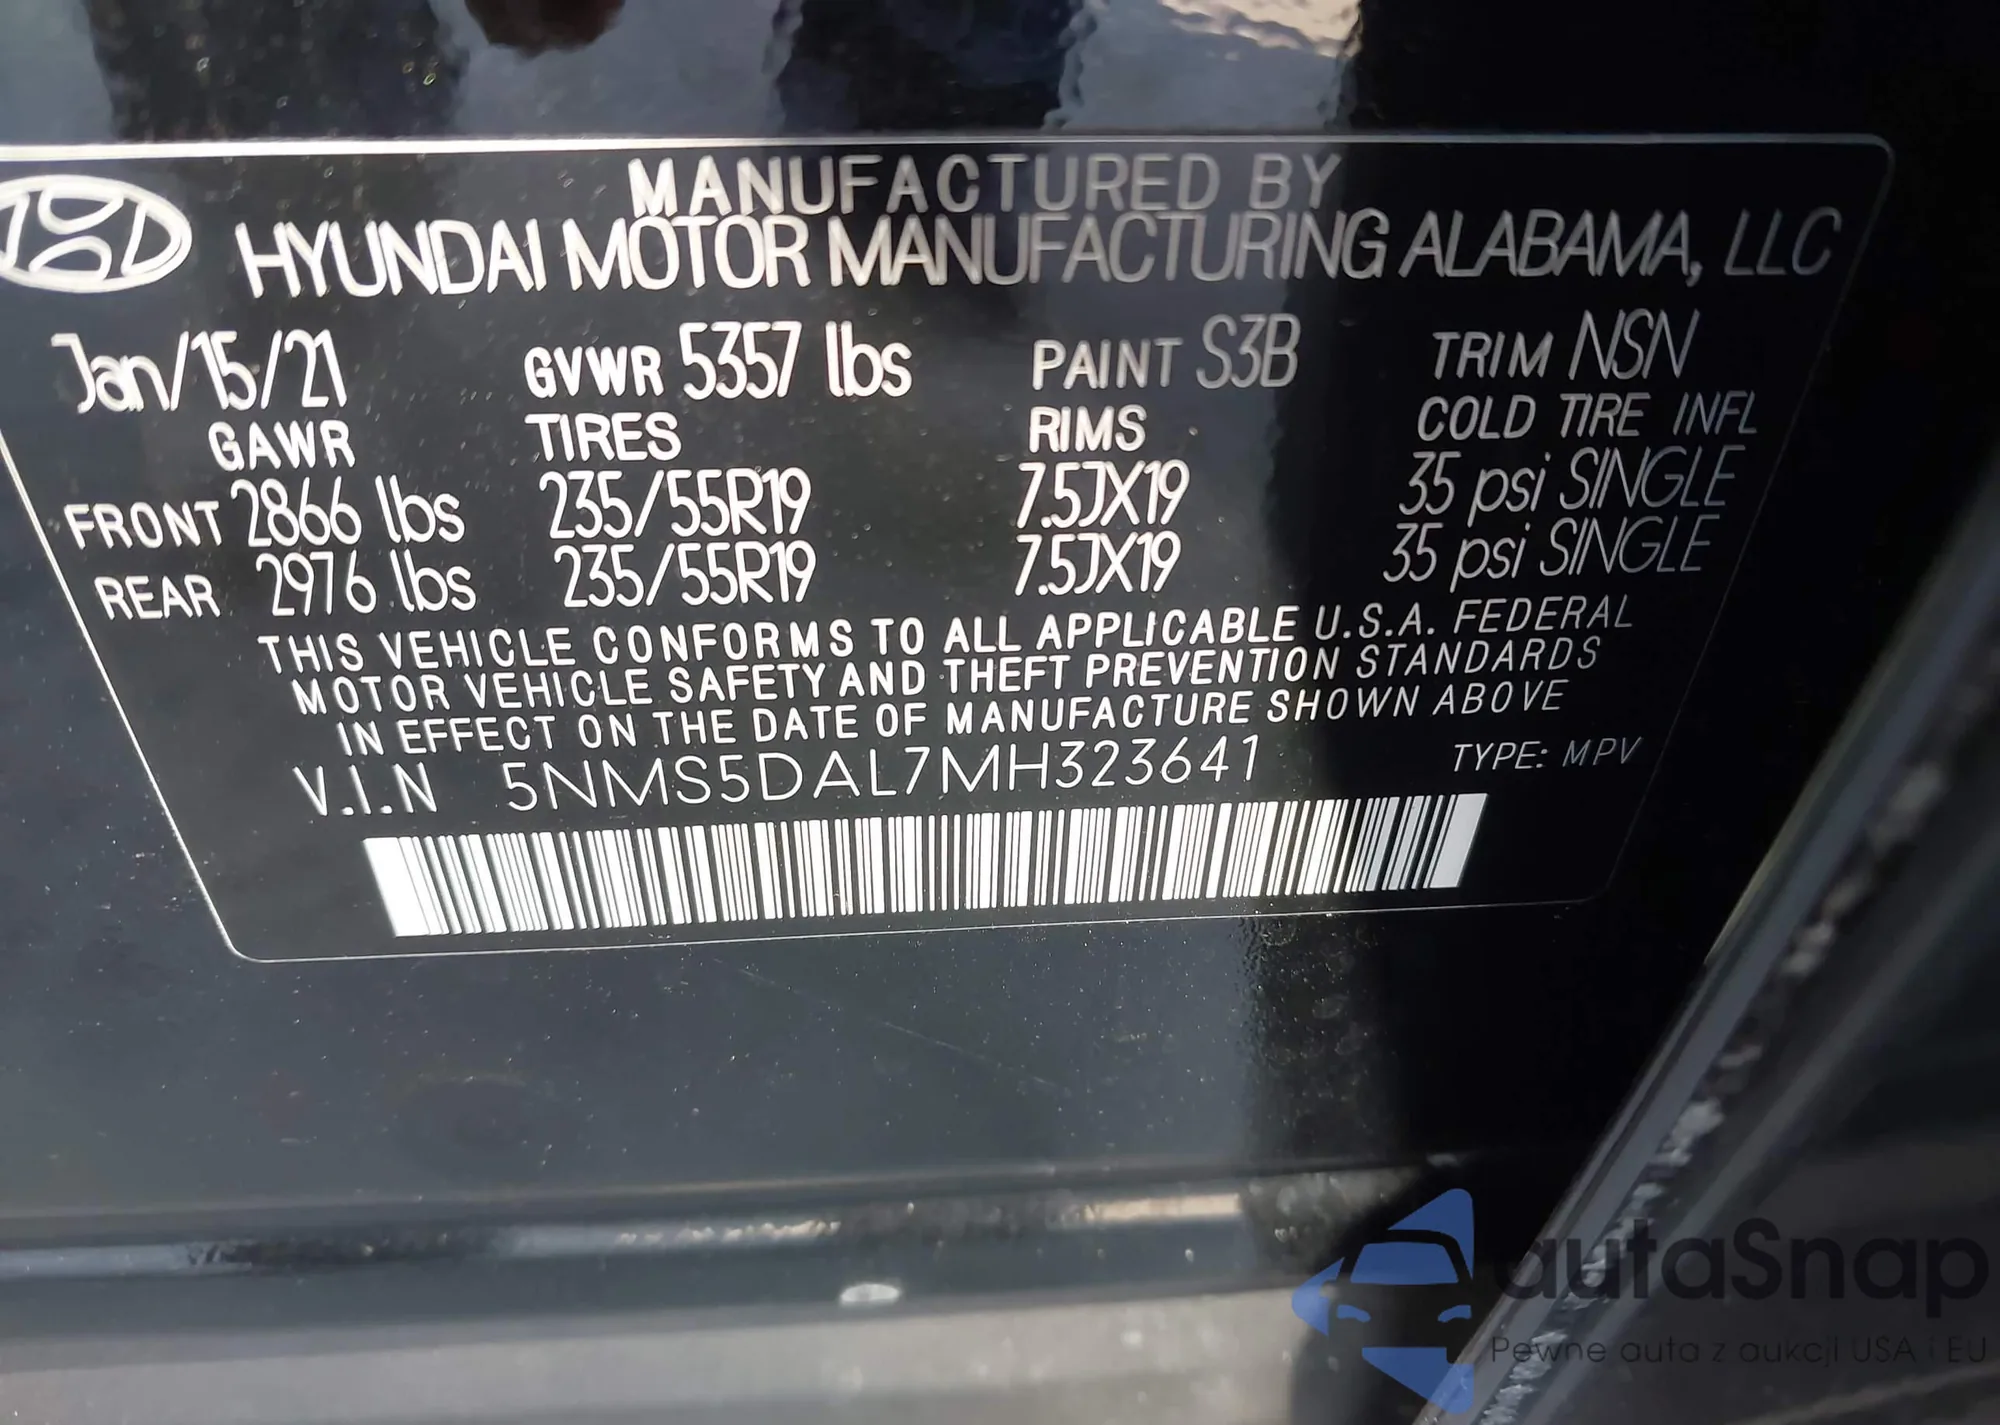 MANUFACTURED BY
HYUNDAI MOTOR MANUFACTURING ALABAMA, LLC
Jan/15/21 GVWR 5357 lbs PAINT S3B TRIM NSN
GAWR TIRES RIMS COLD TIRE INFL
FRONT 2866 lbs 235/55R19 7.5JX19 35 psi SINGLE
REAR 2976 lbs 235/55R19 7.5JX19 35 psi SINGLE
THIS VEHICLE CONFORMS TO ALL APPLICABLE U.S.A. FEDERAL
MOTOR VEHICLE SAFETY AND THEFT PREVENTION STANDARDS
IN EFFECT ON THE DATE OF MANUFACTURE SHOWN ABOVE
V.I.N 5NMS5DAL7MH323641 TYPE: MPV
autaSnap
Pewne auta z aukcji USA i EU